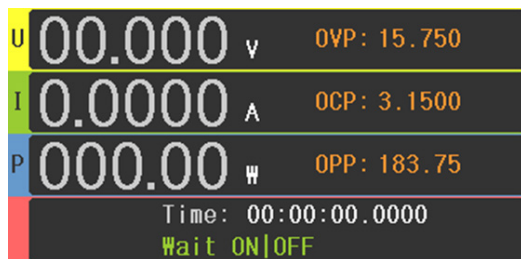 U 00.000 V OVP: 15.750
I 0.0000 A OCP: 3.1500
P 000.00 W OPP: 183.75
Time: 00:00:00.0000
Wait ON|OFF